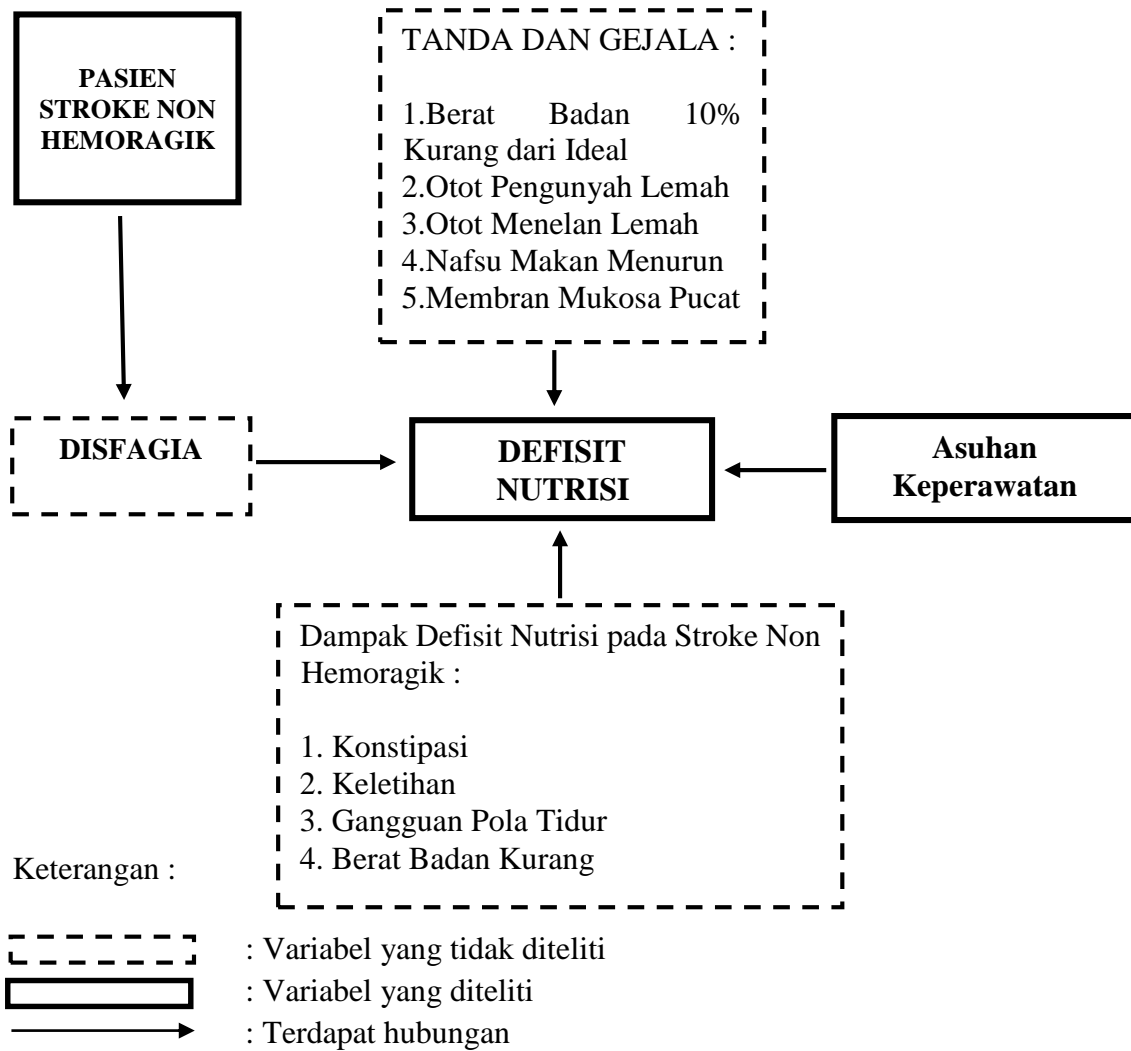 PASIEN
STROKE NON
HEMORAGIK
TANDA DAN GEJALA :
1.Berat Badan 10%
Kurang dari Ideal
2.Otot Pengunyah Lemah
3.Otot Menelan Lemah
4.Nafsu Makan Menurun
5.Membran Mukosa Pucat
DISFAGIA
DEFISIT
NUTRISI
Asuhan
Keperawatan
Dampak Defisit Nutrisi pada Stroke Non
Hemoragik :
1. Konstipasi
2. Keletihan
3. Gangguan Pola Tidur
4. Berat Badan Kurang
Keterangan :
: Variabel yang tidak diteliti
: Variabel yang diteliti
: Terdapat hubungan